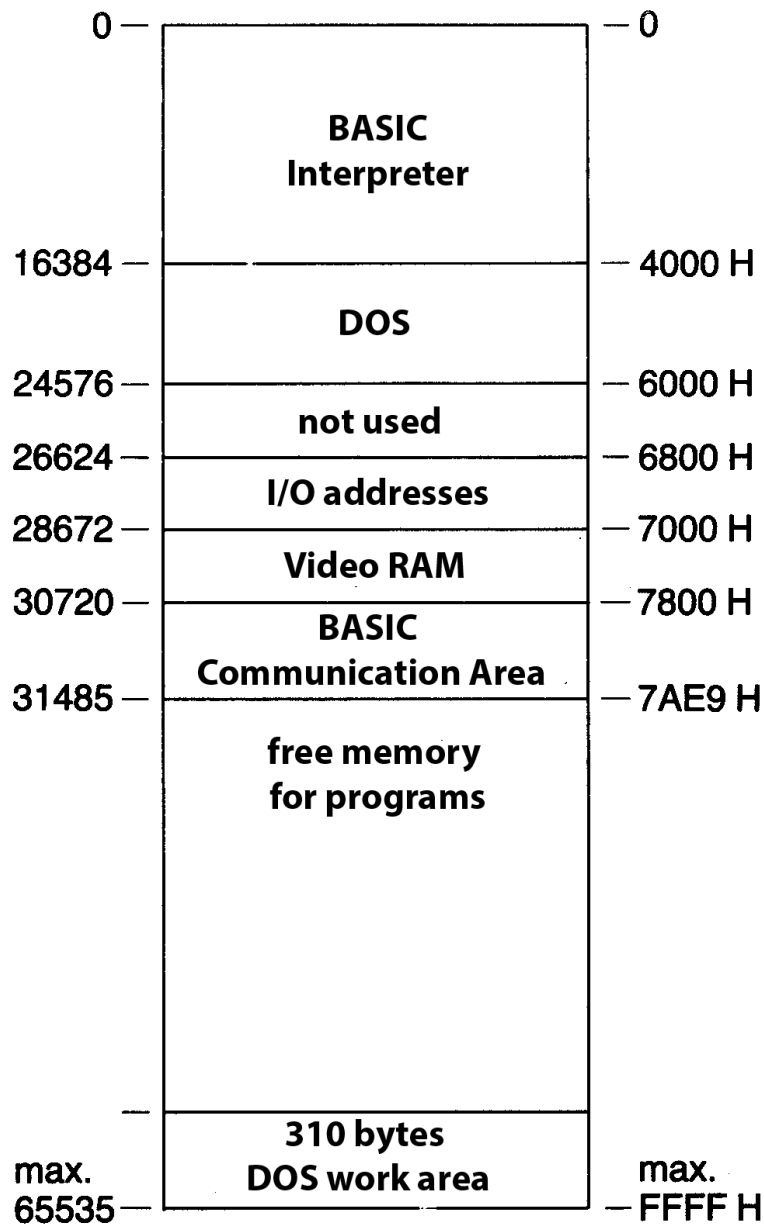 0 0
BASIC
Interpreter
16384 4000 H
DOS
24576 6000 H
not used
26624 6800 H
I/O addresses
28672 7000 H
Video RAM
30720 7800 H
BASIC
Communication Area
31485 7AE9 H
free memory
for programs
310 bytes
max. DOS work area max.
65535 FFFF H